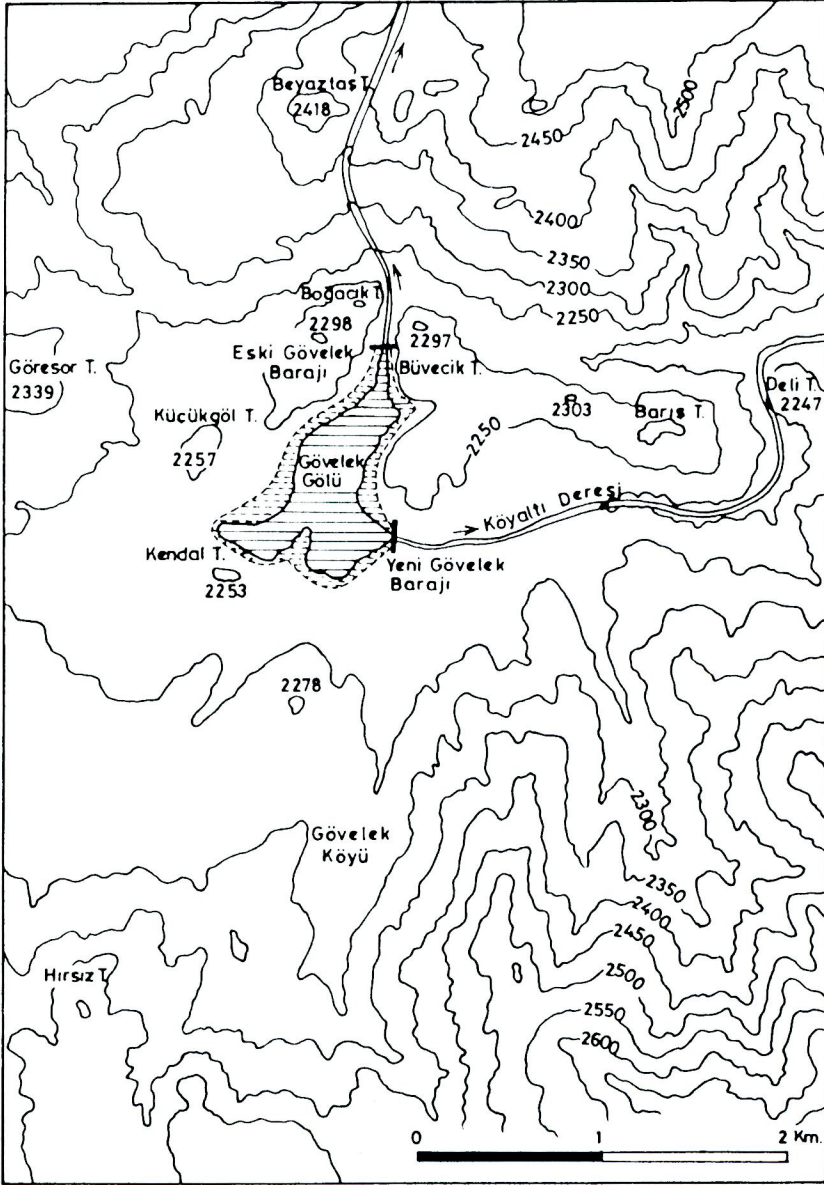 2500
Beyaztaş T.
2418
2450
2400
2350
2300
2250
Boğacık T.
2298
2297
Eski Gövelek
Barajı
Büvecik T.
Göresor T.
2339
Deli T.
2247
Küçükgöl T.
2257
2303
Barış T.
2250
Gövelek
Gölü
Köyaltı Deresi
Kendal T.
2253
Yeni Gövelek
Barajı
2278
2300
Gövelek
Köyü
2350
2400
2450
2500
2550
2600
Hırsız T.
0 1 2 Km.